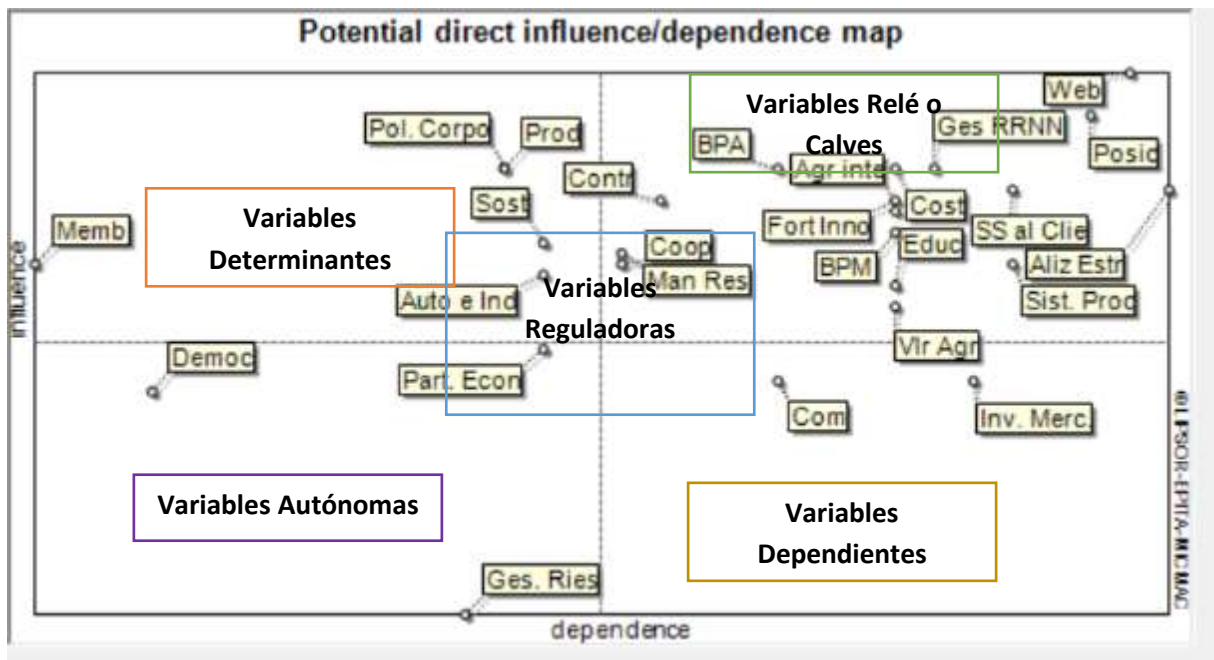 Potential direct influence/dependence map
Web
Variables Relé o
Calves
Ges RRNN
Pol. Corpo
Prod
BPA
Posic
Contr
Agr inte
Sost
Cost
Variables
Determinantes
Memb
Fort Inno
SS al Clie
Coop
Educ
BPM
Aliz Estr
Man Res
Auto e Ind
Variables
Reguladoras
Sist. Prod
influence
Vlr Agr
Democ
Part. Econ
Com
Inv. Merc.
Variables Autónomas
Variables
Dependientes
Ges. Ries
dependence
© LIPSOR-EPITA-MICMAC